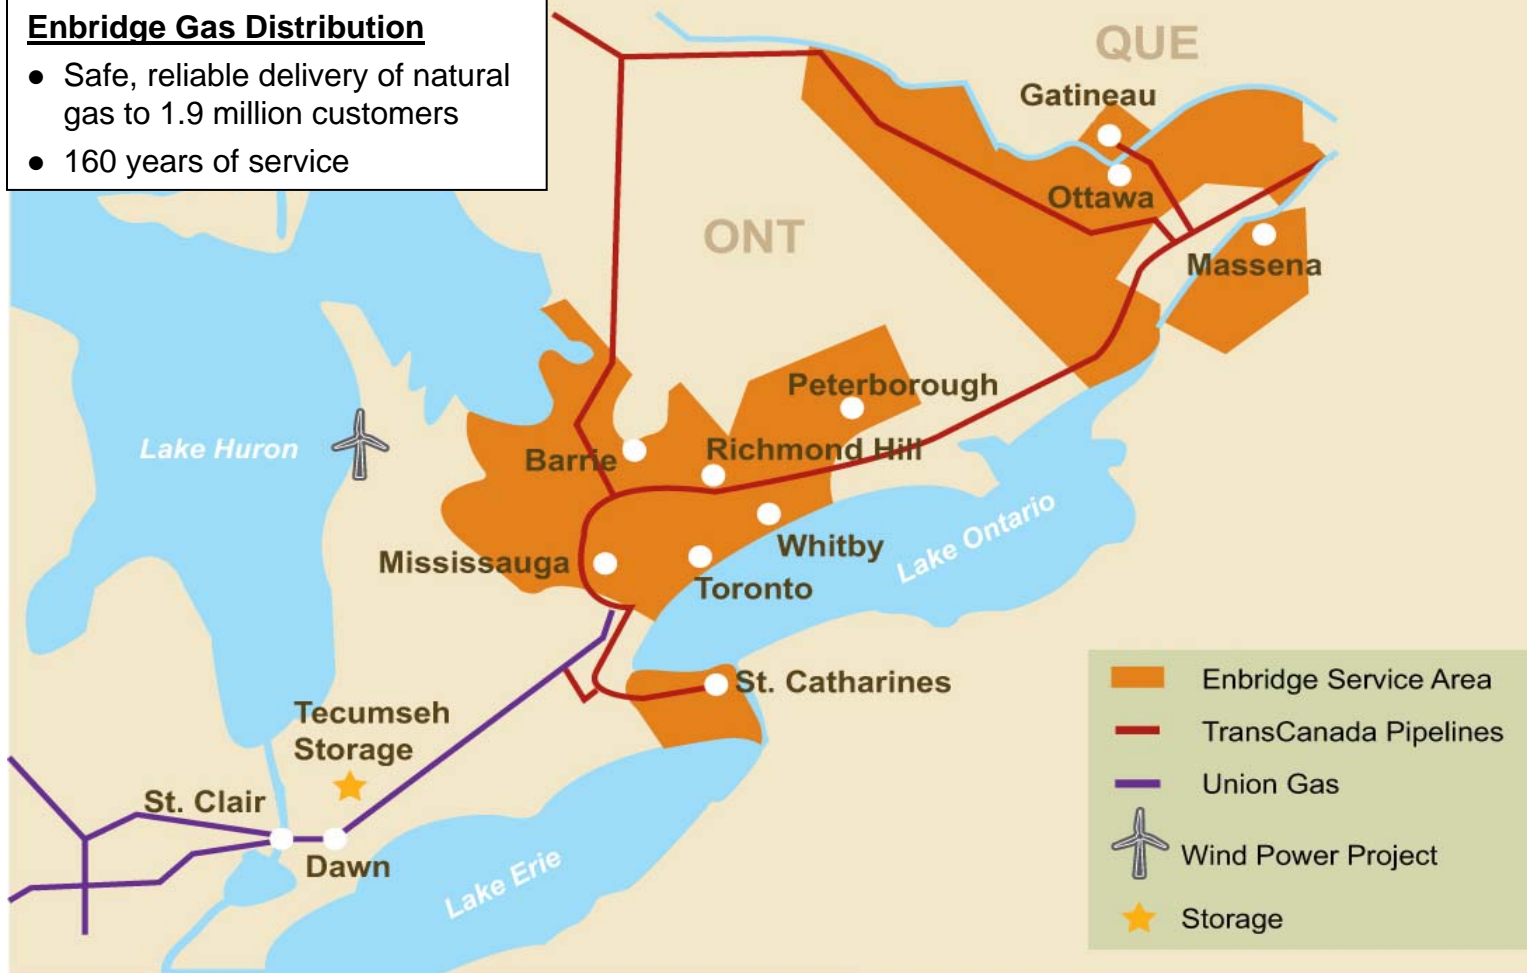 Enbridge Gas Distribution
● Safe, reliable delivery of natural
gas to 1.9 million customers
● 160 years of service
QUE
Gatineau
Ottawa
ONT
Massena
Peterborough
Richmond Hill
Barrie
Lake Huron
Whitby
Lake Ontario
Mississauga
Toronto
St. Catharines
Tecumseh
Storage
St. Clair
Dawn
Lake Erie
Enbridge Service Area
TransCanada Pipelines
Union Gas
Wind Power Project
Storage